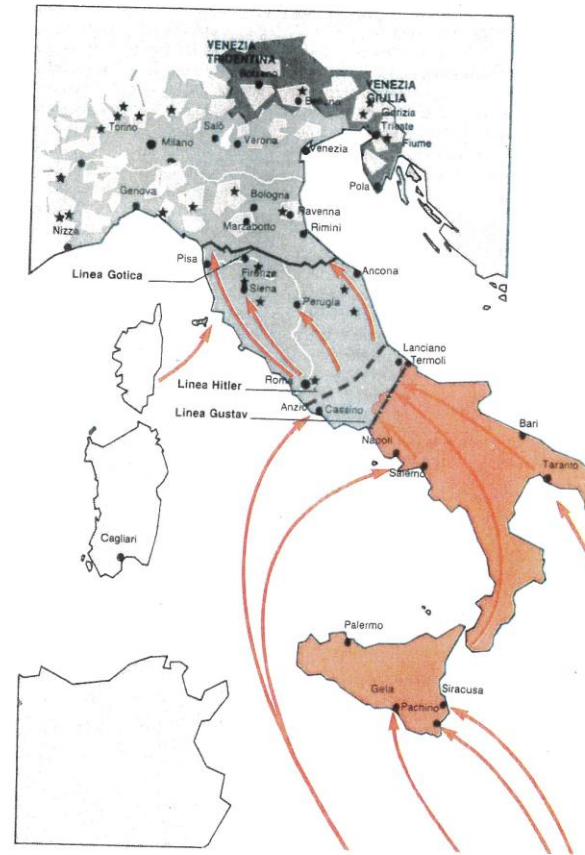 VENEZIA
TRIDENTINA
Bolzano
Belluno
VENEZIA
GIULIA
Gorizia
Trieste
Fiume
Torino
Milano
Salò
Verona
Venezia
Pola
Genova
Bologna
Ravenna
Marzabotto
Rimini
Nizza
Pisa
Linea Gotica
Firenze
Siena
Ancona
Perugia
Lanciano
Termoli
Roma
Linea Hitler
Anzio
Cassino
Linea Gustav
Napoli
Salerno
Bari
Taranto
Cagliari
Palermo
Gela
Pachino
Siracusa